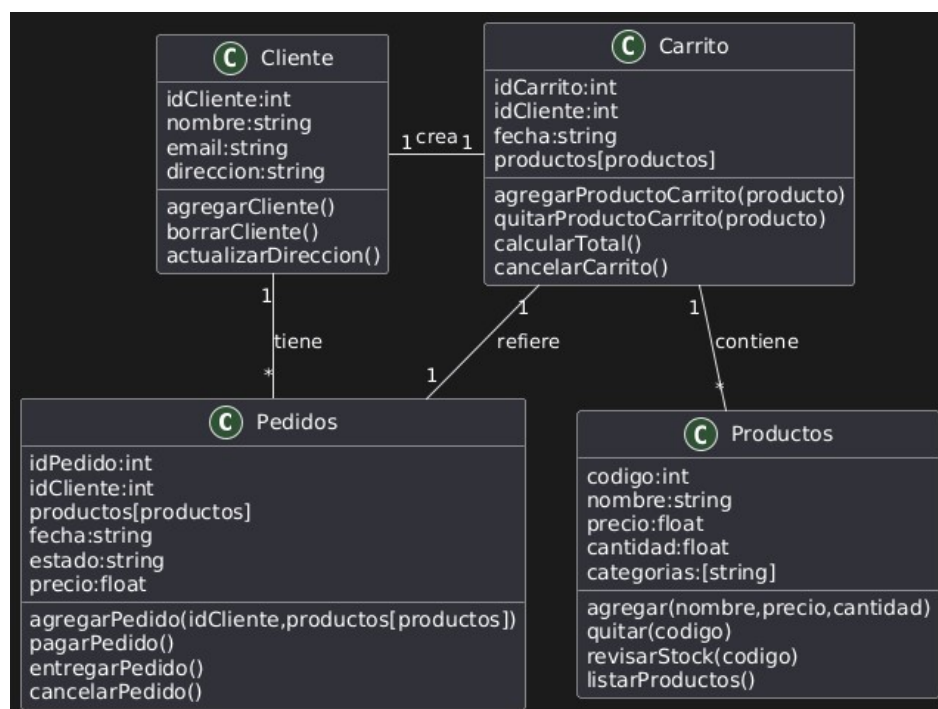 C Cliente
idCliente:int
nombre:string
email:string
direccion:string
agregarCliente()
borrarCliente()
actualizarDireccion()
1 crea 1
C Carrito
idCarrito:int
idCliente:int
fecha:string
productos[productos]
agregarProductoCarrito(producto)
quitarProductoCarrito(producto)
calcularTotal()
cancelarCarrito()
1
tiene
*
1
refiere
1
1
contiene
*
C Pedidos
idPedido:int
idCliente:int
productos[productos]
fecha:string
estado:string
precio:float
agregarPedido(idCliente,productos[productos])
pagarPedido()
entregarPedido()
cancelarPedido()
C Productos
codigo:int
nombre:string
precio:float
cantidad:float
categorias:[string]
agregar(nombre,precio,cantidad)
quitar(codigo)
revisarStock(codigo)
listarProductos()